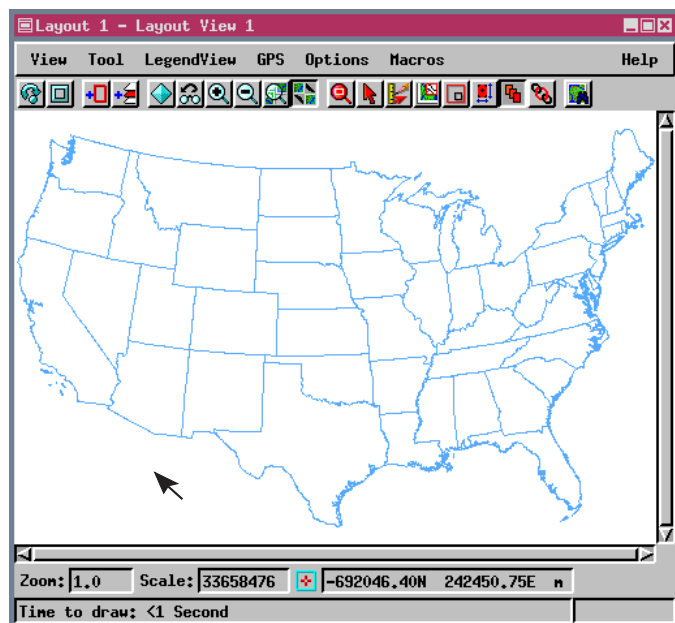 Layout 1 - Layout View 1
View Tool LegendView GPS Options Macros Help
Zoom: 1.0 Scale: 33658476 -692046.40N 242450.75E m
Time to draw: <1 Second